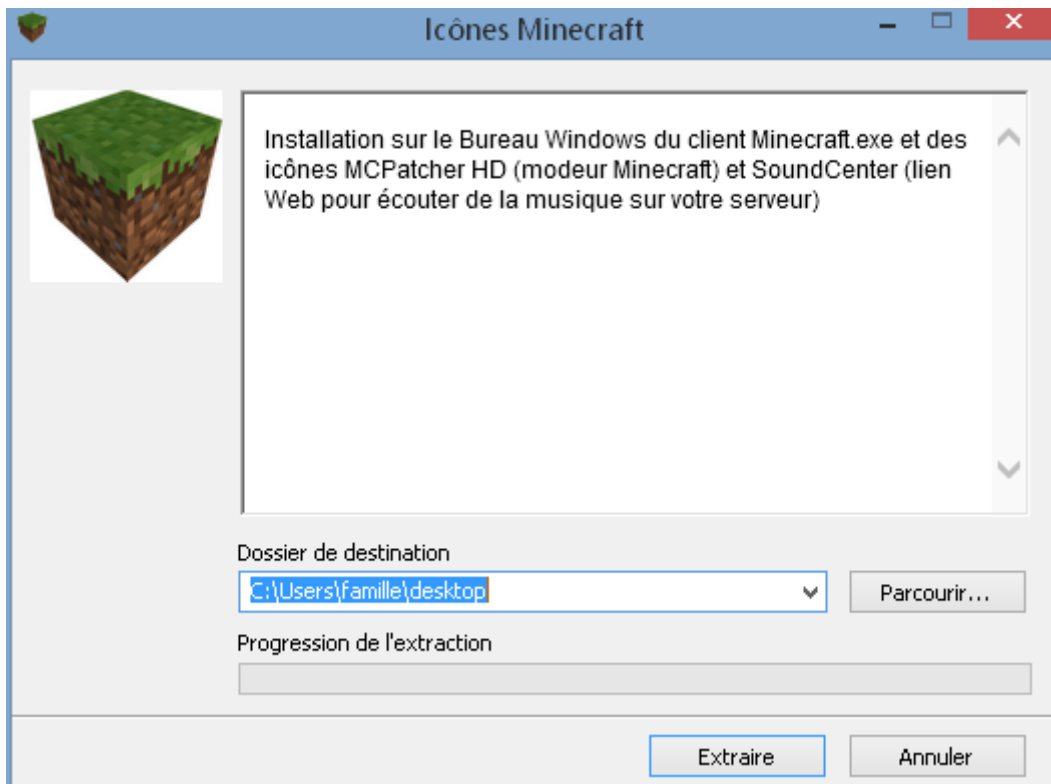 Icônes Minecraft
Installation sur le Bureau Windows du client Minecraft.exe et des
icônes MCPatcher HD (modeur Minecraft) et SoundCenter (lien
Web pour écouter de la musique sur votre serveur)
Dossier de destination
C:\Users\famille\desktop
Parcourir...
Progression de l'extraction
Extraire
Annuler